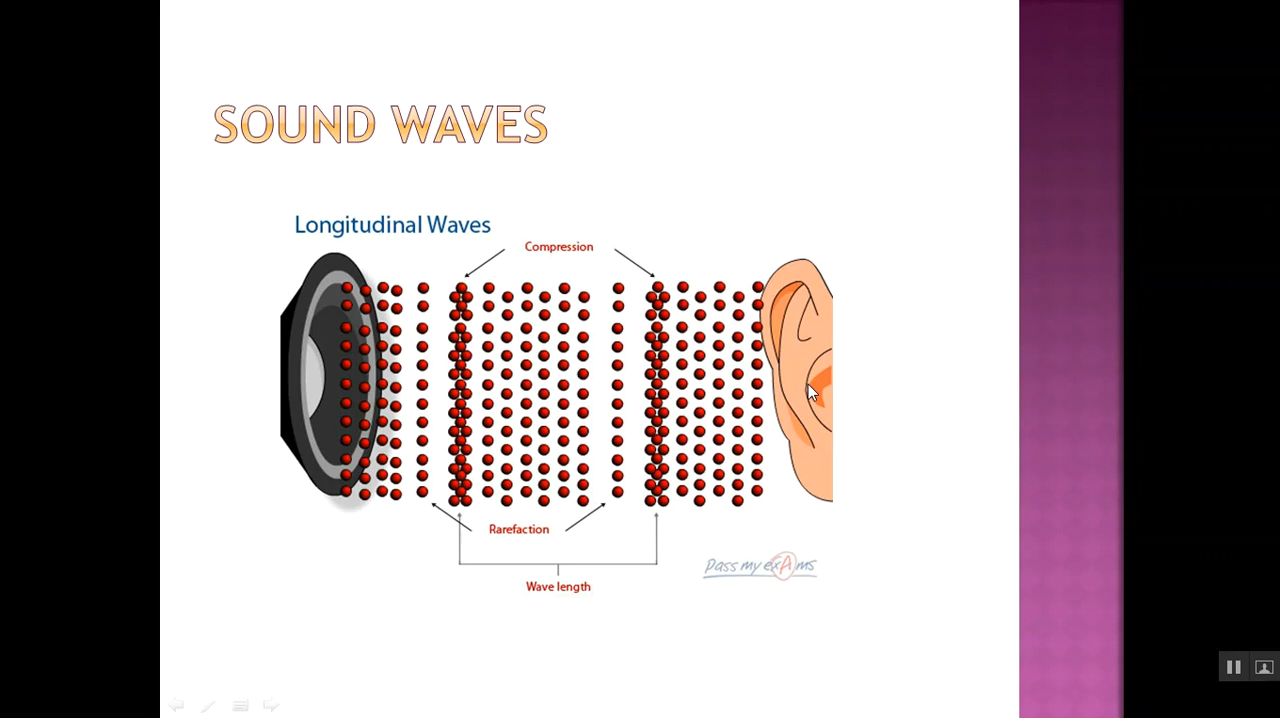 SOUND WAVES
Longitudinal Waves
Compression
Rarefaction
pass my exAms
Wave length